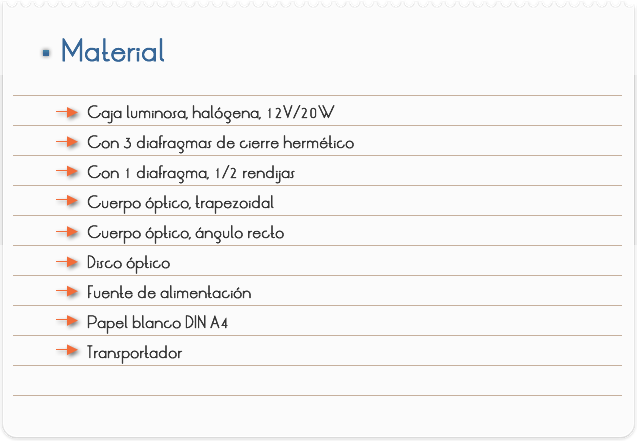 Material
Caja luminosa, halógena, 12V/20W
Con 3 diafragmas de cierre hermético
Con 1 diafragma, 1/2 rendijas
Cuerpo óptico, trapezoidal
Cuerpo óptico, ángulo recto
Disco óptico
Fuente de alimentación
Papel blanco DIN A4
Transportador